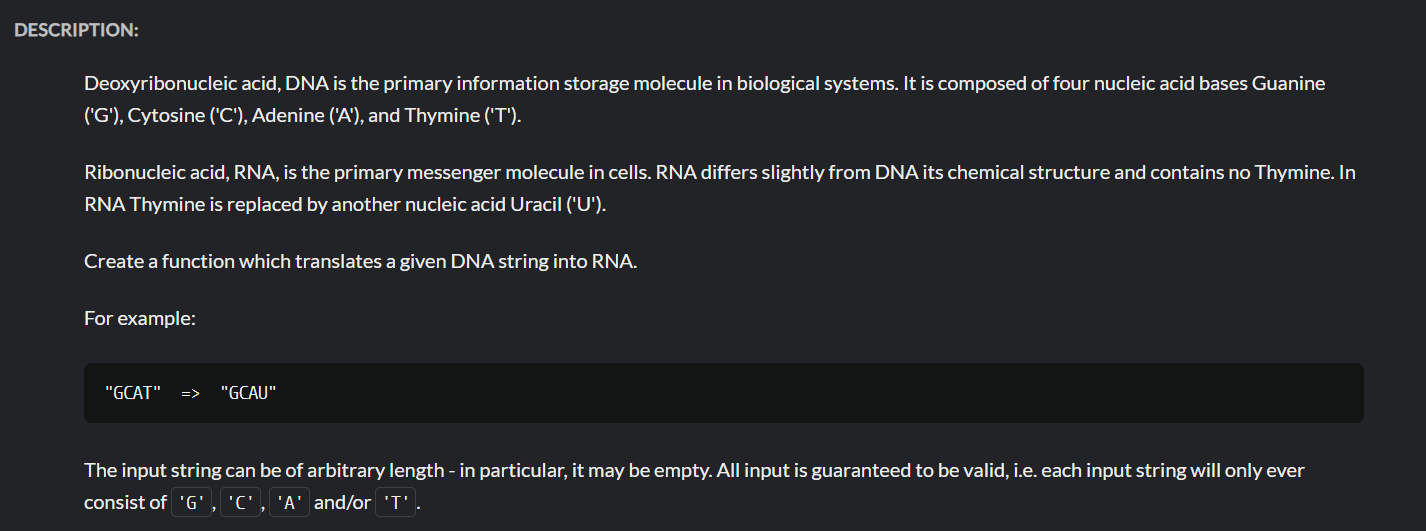 DESCRIPTION:
Deoxyribonucleic acid, DNA is the primary information storage molecule in biological systems. It is composed of four nucleic acid bases Guanine
('G'), Cytosine ('C'), Adenine ('A'), and Thymine ('T').
Ribonucleic acid, RNA, is the primary messenger molecule in cells. RNA differs slightly from DNA its chemical structure and contains no Thymine. In
RNA Thymine is replaced by another nucleic acid Uracil ('U').
Create a function which translates a given DNA string into RNA.
For example:
"GCAT"  =>  "GCAU"
The input string can be of arbitrary length - in particular, it may be empty. All input is guaranteed to be valid, i.e. each input string will only ever
consist of 'G', 'C', 'A' and/or 'T'.